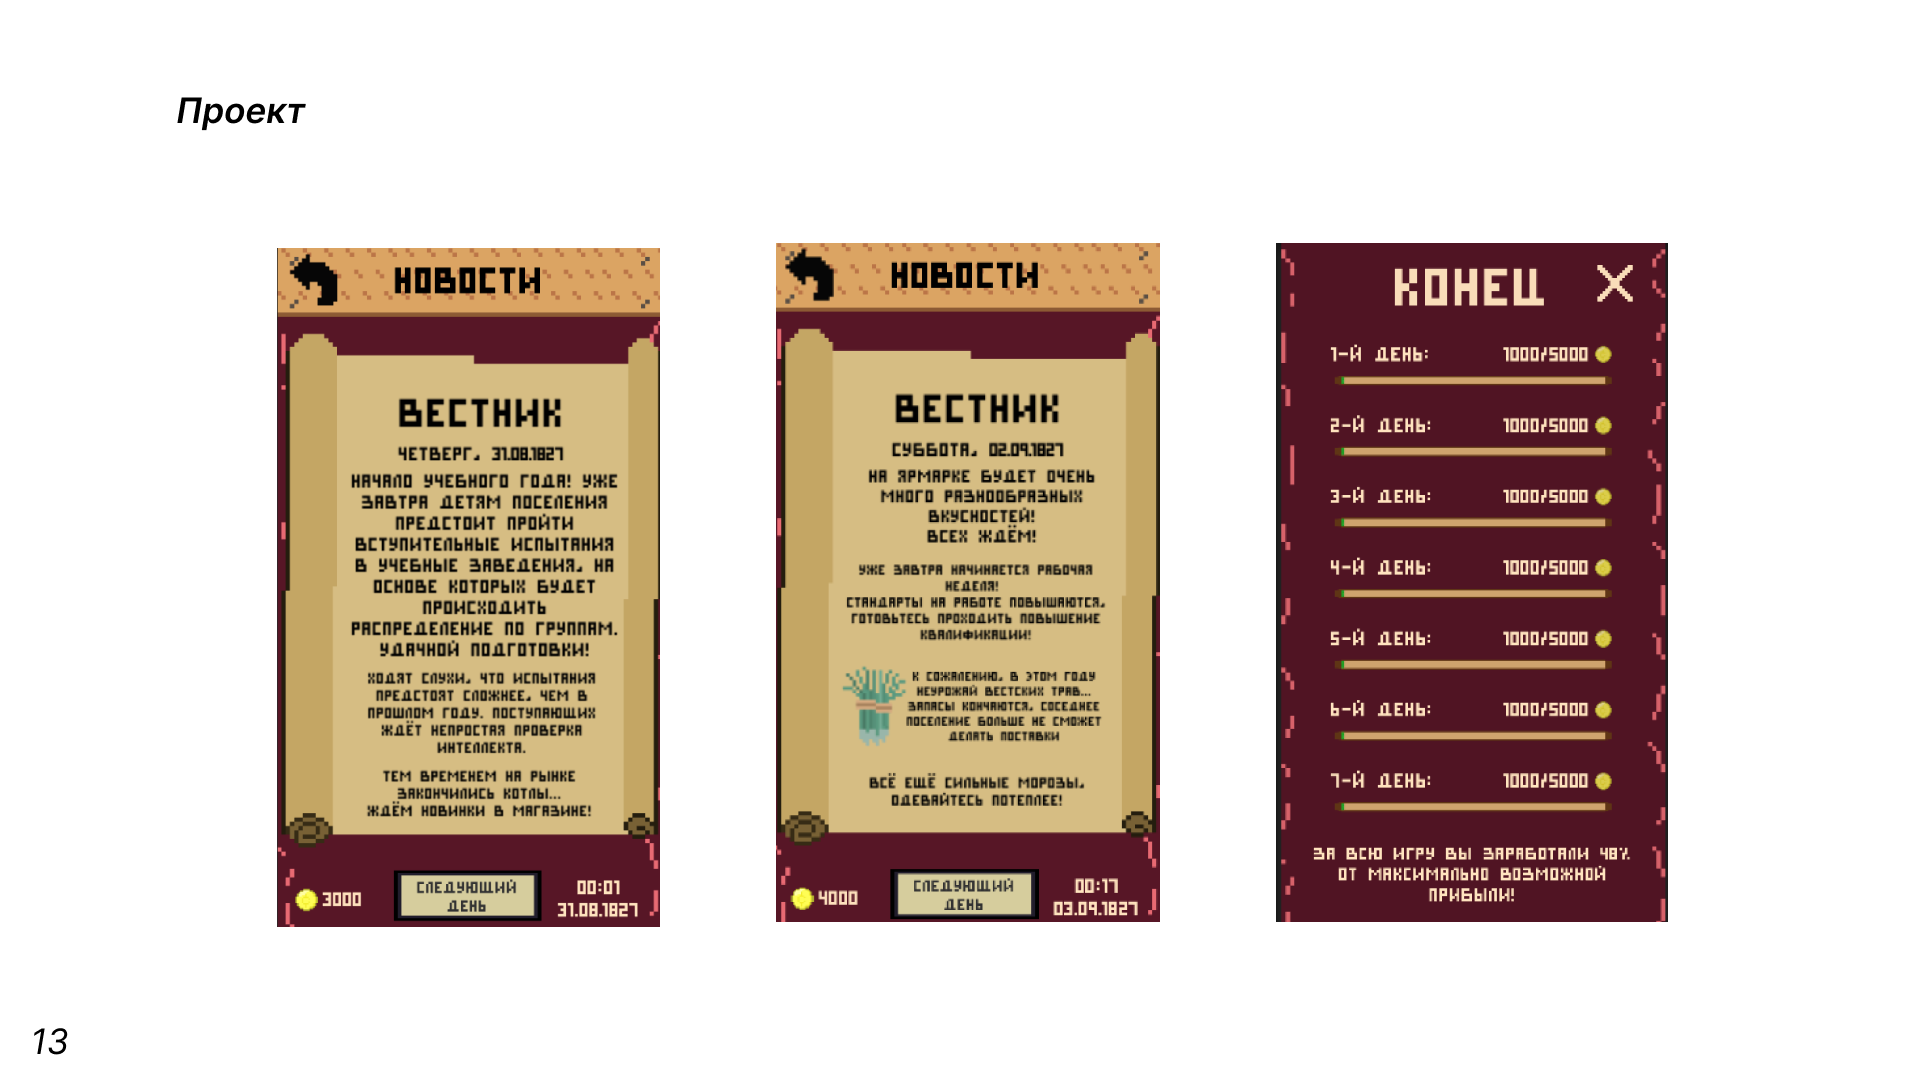 Проект
НОВОСТИ
ВЕСТНИК
ЧЕТВЕРГ, 31.08.1827
НАЧАЛО УЧЕБНОГО ГОДА! УЖЕ
ЗАВТРА ДЕТЯМ ПОСЕЛЕНИЯ
ПРЕДСТОИТ ПРОЙТИ
ВСТУПИТЕЛЬНЫЕ ИСПЫТАНИЯ
В УЧЕБНЫЕ ЗАВЕДЕНИЯ, НА
ОСНОВЕ КОТОРЫХ БУДЕТ
ПРОИСХОДИТЬ
РАСПРЕДЕЛЕНИЕ ПО ГРУППАМ.
УДАЧНОЙ ПОДГОТОВКИ!
ХОДЯТ СЛУХИ, ЧТО ИСПЫТАНИЯ
ПРЕДСТОЯТ СЛОЖНЕЕ, ЧЕМ В
ПРОШЛОМ ГОДУ. ПОСТУПАЮЩИХ
ЖДЁТ НЕПРОСТАЯ ПРОВЕРКА
ИНТЕЛЛЕКТА.
ТЕМ ВРЕМЕНЕМ НА РЫНКЕ
ЗАКОНЧИЛИСЬ КОТЛЫ...
ЖДЁМ НОВИНКИ В МАГАЗИНЕ!
3000
СЛЕДУЮЩИЙ
ДЕНЬ
00:01
31.08.1827
НОВОСТИ
ВЕСТНИК
СУББОТА, 02.09.1827
НА ЯРМАРКЕ БУДЕТ ОЧЕНЬ
МНОГО РАЗНООБРАЗНЫХ
ВКУСНОСТЕЙ!
ВСЕХ ЖДЁМ!
УЖЕ ЗАВТРА НАЧИНАЕТСЯ РАБОЧАЯ
НЕДЕЛЯ!
СТАНДАРТЫ НА РАБОТЕ ПОВЫШАЮТСЯ,
ГОТОВЬТЕСЬ ПРОХОДИТЬ ПОВЫШЕНИЕ
КВАЛИФИКАЦИИ!
К СОЖАЛЕНИЮ, В ЭТОМ ГОДУ
НЕУРОЖАЙ ВЕСТСКИХ ТРАВ...
ЗАПАСЫ КОНЧАЮТСЯ, СОСЕДНЕЕ
ПОСЕЛЕНИЕ БОЛЬШЕ НЕ СМОЖЕТ
ДЕЛАТЬ ПОСТАВКИ
ВСЁ ЕЩЁ СИЛЬНЫЕ МОРОЗЫ,
ОДЕВАЙТЕСЬ ПОТЕПЛЕЕ!
4000
СЛЕДУЮЩИЙ
ДЕНЬ
00:17
03.09.1827
КОНЕЦ
1-Й ДЕНЬ: 1000/5000
2-Й ДЕНЬ: 1000/5000
3-Й ДЕНЬ: 1000/5000
4-Й ДЕНЬ: 1000/5000
5-Й ДЕНЬ: 1000/5000
6-Й ДЕНЬ: 1000/5000
7-Й ДЕНЬ: 1000/5000
ЗА ВСЮ ИГРУ ВЫ ЗАРАБОТАЛИ 48%
ОТ МАКСИМАЛЬНО ВОЗМОЖНОЙ
ПРИБЫЛИ!
13